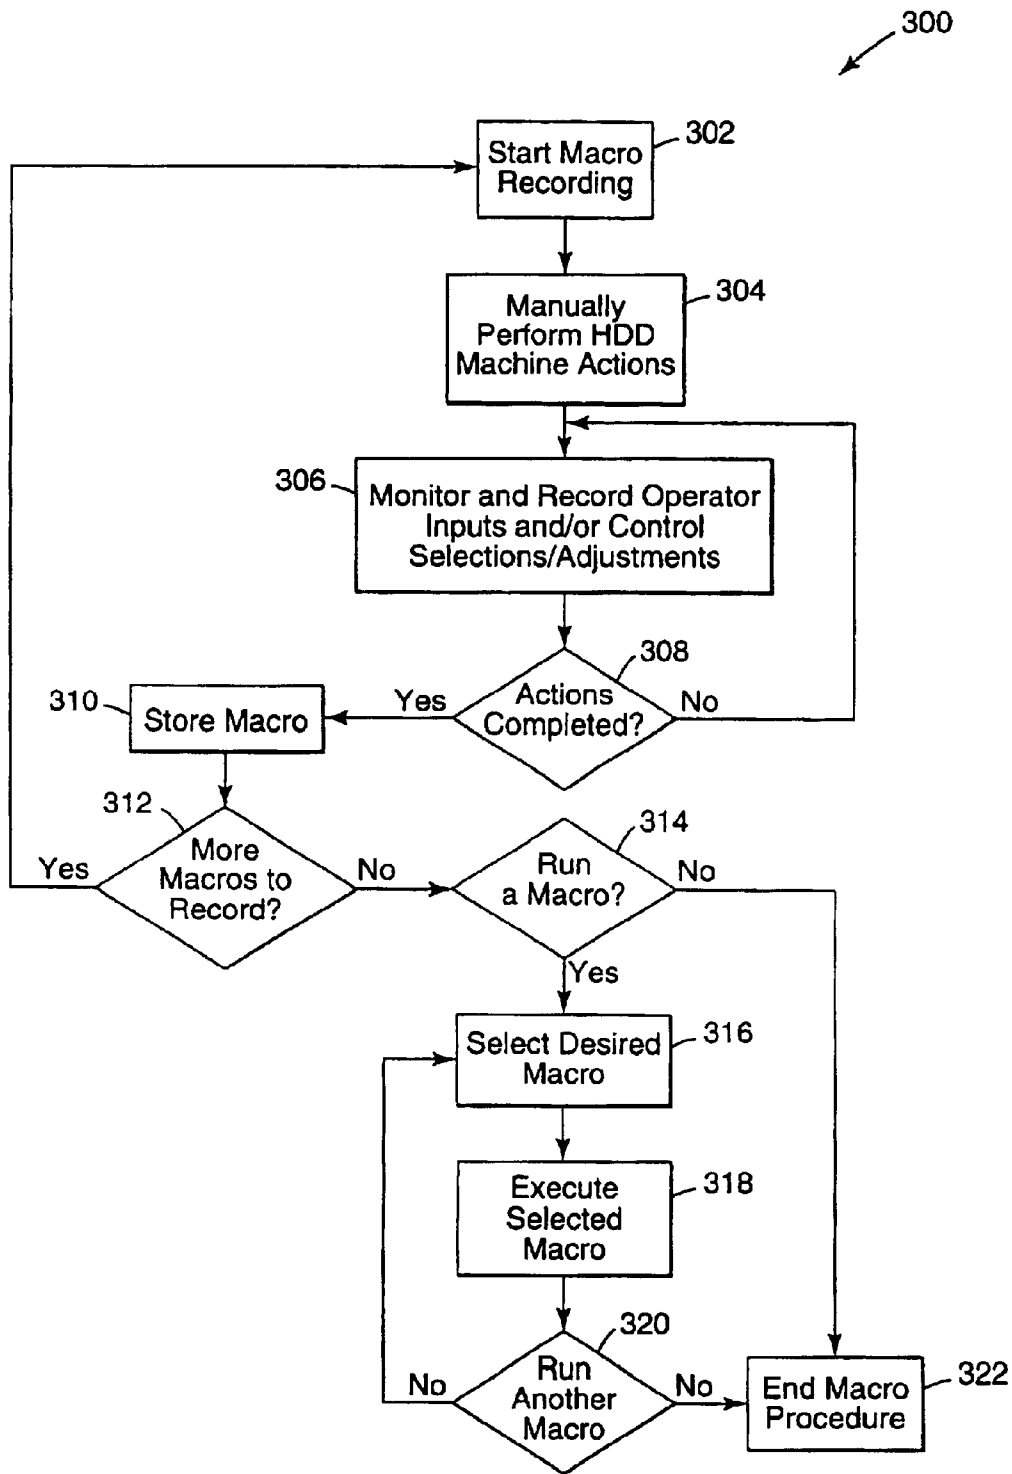 300
302
Start Macro
Recording
304
Manually
Perform HDD
Machine Actions
306
Monitor and Record Operator
Inputs and/or Control
Selections/Adjustments
308
Actions
Completed?
Yes
No
310
Store Macro
312
More
Macros to
Record?
Yes
No
314
Run
a Macro?
No
Yes
316
Select Desired
Macro
318
Execute
Selected
Macro
320
Run
Another
Macro
No
No
End Macro
Procedure
322